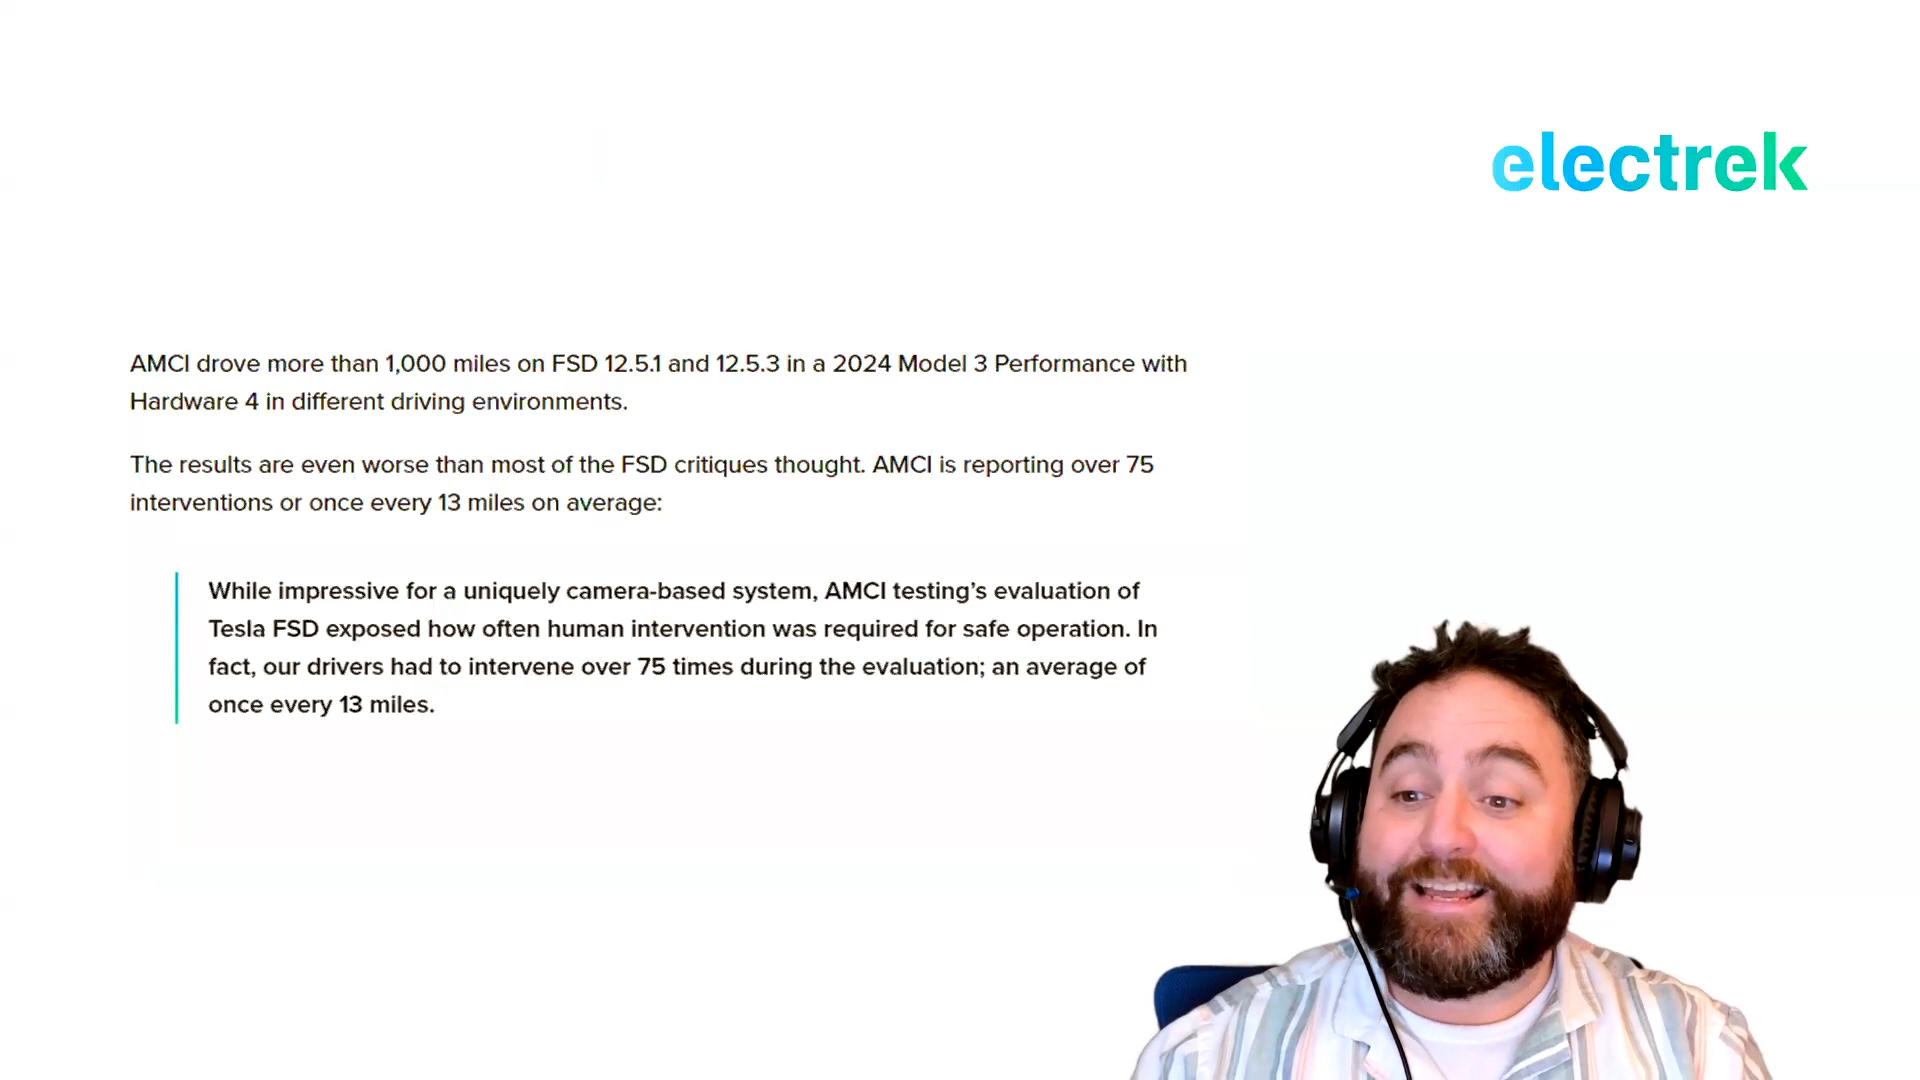 electrek
AMCI drove more than 1,000 miles on FSD 12.5.1 and 12.5.3 in a 2024 Model 3 Performance with
Hardware 4 in different driving environments.
The results are even worse than most of the FSD critiques thought. AMCI is reporting over 75
interventions or once every 13 miles on average:
While impressive for a uniquely camera-based system, AMCI testing’s evaluation of
Tesla FSD exposed how often human intervention was required for safe operation. In
fact, our drivers had to intervene over 75 times during the evaluation; an average of
once every 13 miles.